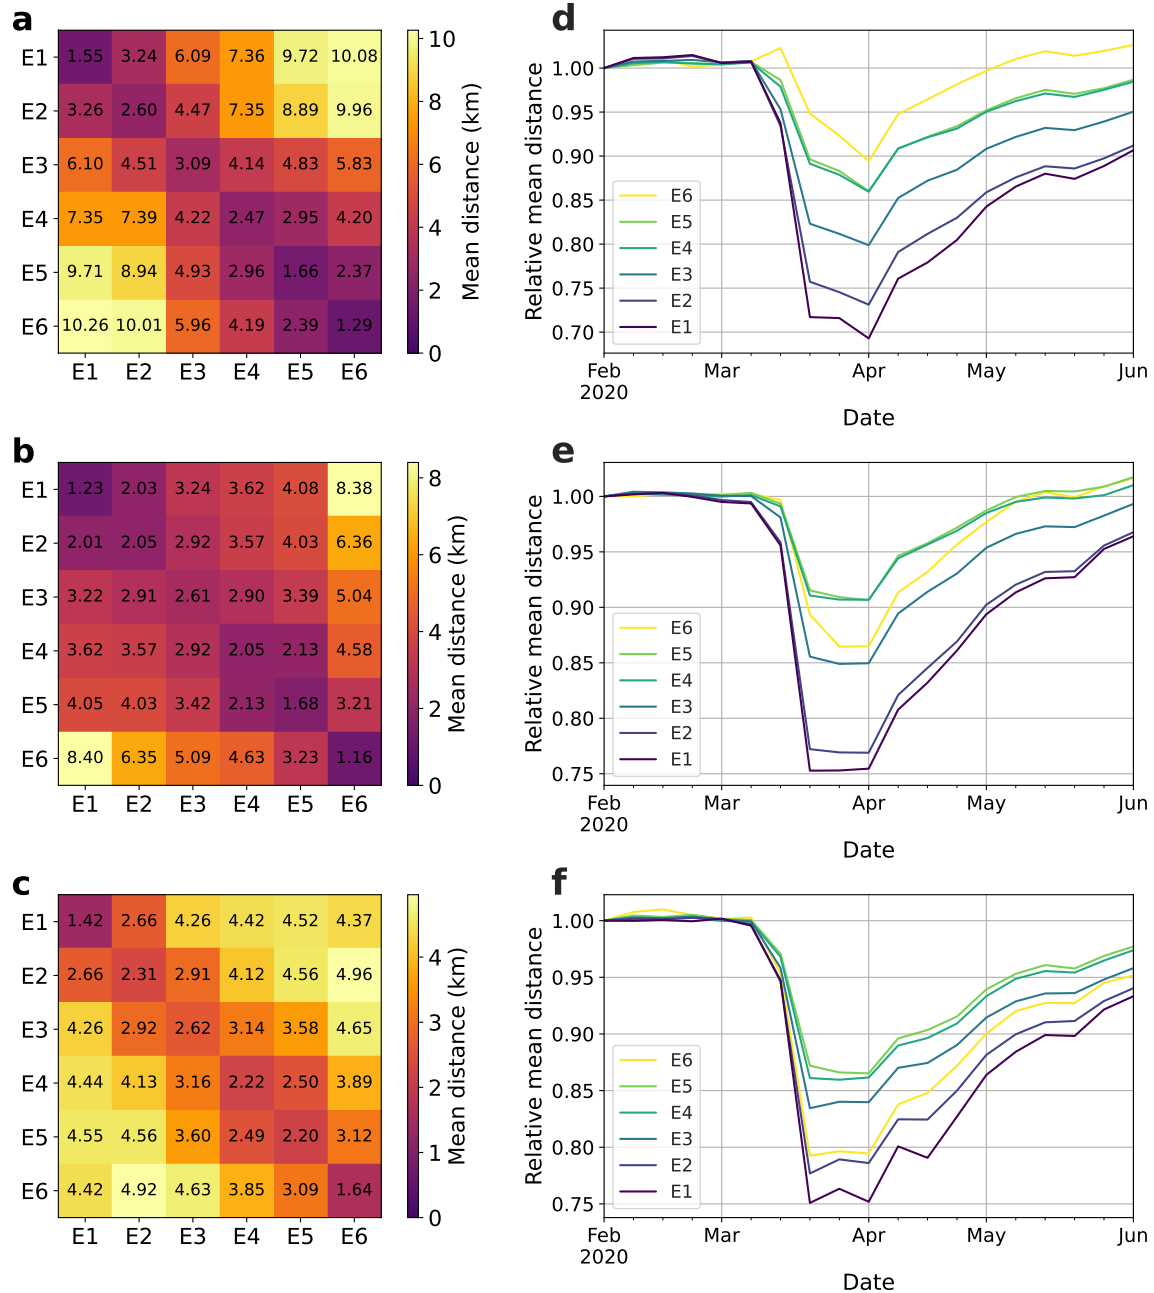 a
E1 1.55 3.24 6.09 7.36 9.72 10.08
E2 3.26 2.60 4.47 7.35 8.89 9.96
E3 6.10 4.51 3.09 4.14 4.83 5.83
E4 7.35 7.39 4.22 2.47 2.95 4.20
E5 9.71 8.94 4.93 2.96 1.66 2.37
E6 10.26 10.01 5.96 4.19 2.39 1.29
E1 E2 E3 E4 E5 E6
10
8
6
4
2
0
Mean distance (km)
d
Relative mean distance
1.00
0.95
0.90
0.85
0.80
0.75
0.70
E6
E5
E4
E3
E2
E1
Feb Mar Apr May Jun
2020
Date
b
E1 1.23 2.03 3.24 3.62 4.08 8.38
E2 2.01 2.05 2.92 3.57 4.03 6.36
E3 3.22 2.91 2.61 2.90 3.39 5.04
E4 3.62 3.57 2.92 2.05 2.13 4.58
E5 4.05 4.03 3.42 2.13 1.68 3.21
E6 8.40 6.35 5.09 4.63 3.23 1.16
E1 E2 E3 E4 E5 E6
8
6
4
2
0
Mean distance (km)
e
Relative mean distance
1.00
0.95
0.90
0.85
0.80
0.75
E6
E5
E4
E3
E2
E1
Feb Mar Apr May Jun
2020
Date
c
E1 1.42 2.66 4.26 4.42 4.52 4.37
E2 2.66 2.31 2.91 4.12 4.56 4.96
E3 4.26 2.92 2.62 3.14 3.58 4.65
E4 4.44 4.13 3.16 2.22 2.50 3.89
E5 4.55 4.56 3.60 2.49 2.20 3.12
E6 4.42 4.92 4.63 3.85 3.09 1.64
E1 E2 E3 E4 E5 E6
4
3
2
1
0
Mean distance (km)
f
Relative mean distance
1.00
0.95
0.90
0.85
0.80
0.75
E6
E5
E4
E3
E2
E1
Feb Mar Apr May Jun
2020
Date